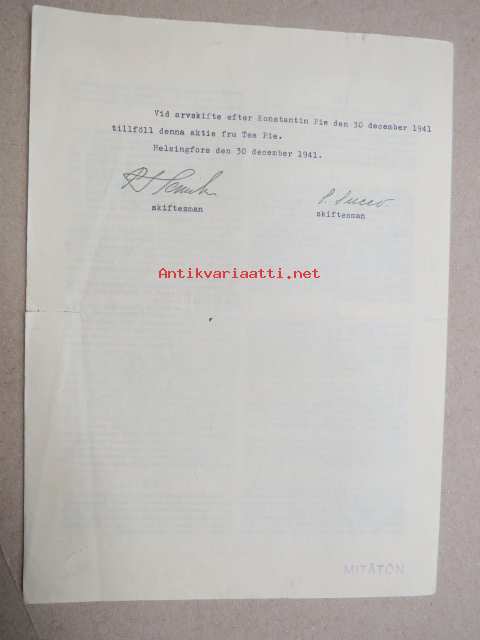 Vid arvskifte efter Konstantin Pie den 30 december 1941
tillföll denna aktie fru Tea Pie.
Helsingfors den 30 december 1941.
skiftesman
skiftesman
Antikvariaatti.net
MITÄTÖN